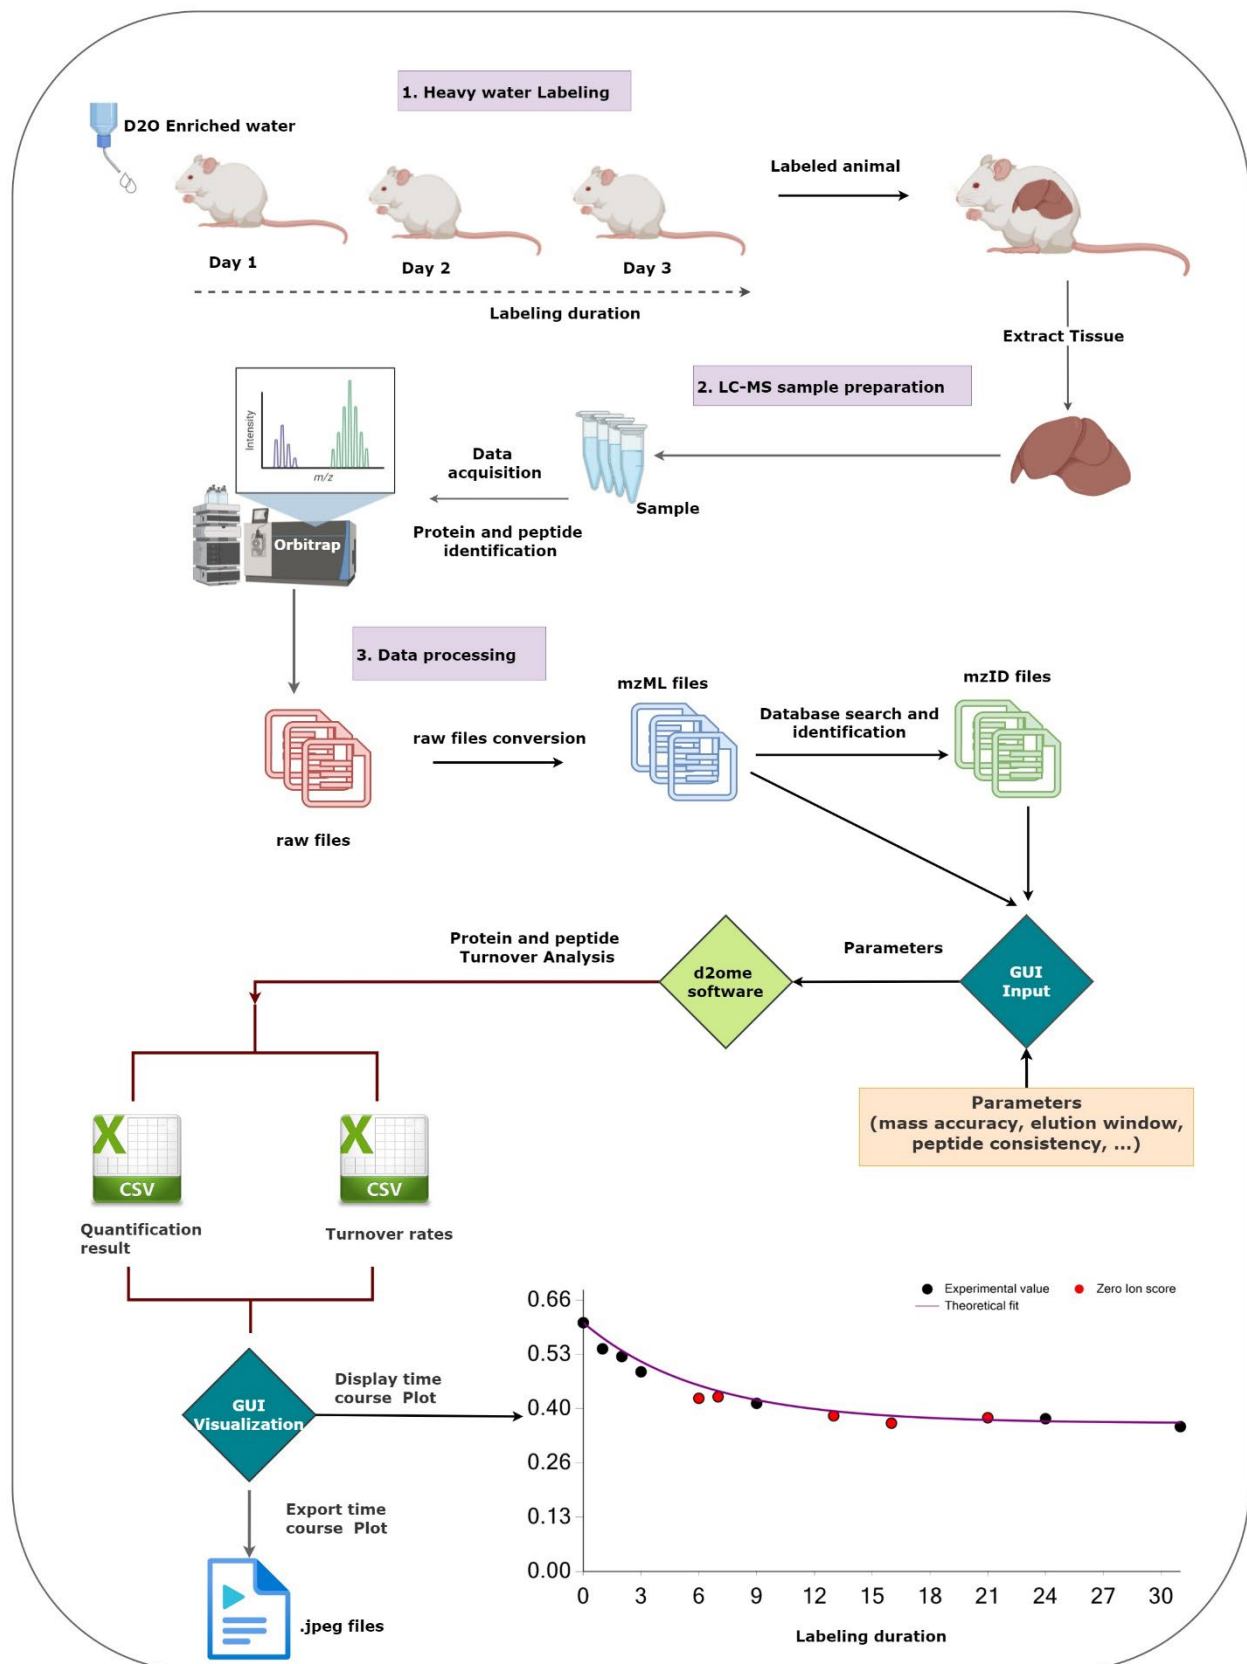 1. Heavy water Labeling
D2O Enriched water
Labeled animal
Day 1
Day 2
Day 3
Labeling duration
Extract Tissue
2. LC-MS sample preparation
Intensity
m/z
Data
acquisition
Sample
Protein and peptide
identification
Orbitrap
3. Data processing
mzML files
mzID files
Database search and
identification
raw files conversion
raw files
Protein and peptide
Turnover Analysis
d2ome
software
Parameters
GUI
Input
Parameters
(mass accuracy, elution window,
peptide consistency, ...)
X
CSV
X
CSV
Quantification
result
Turnover rates
Experimental value
Zero Ion score
Theoretical fit
0.66
0.53
0.40
0.26
0.13
0.00
0 3 6 9 12 15 18 21 24 27 30
Labeling duration
GUI
Visualization
Display time
course Plot
Export time
course Plot
.jpeg files